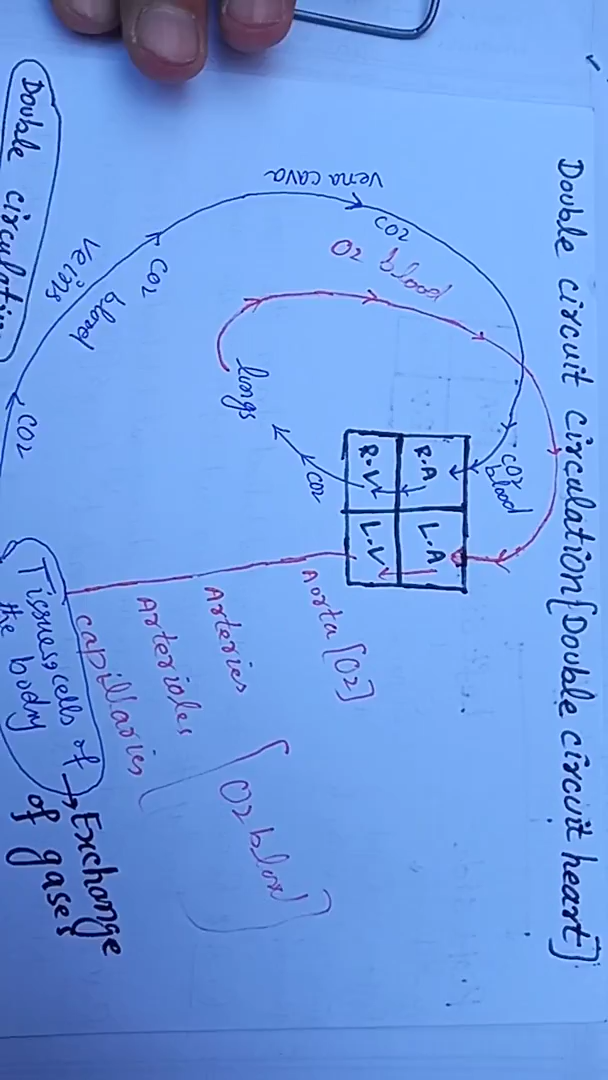 Double circuit circulation [Double circuit heart]
vena cava
CO2
O2 blood
CO2
veins
blood
CO2
lungs
CO2
CO2
blood
R.A
L.A
R.V
L.V
Aorta [O2]
Arteries
Arterioles
capillaries
[O2 blood]
Tissues cells of
the body
→ Exchange
of gases
Double circulation